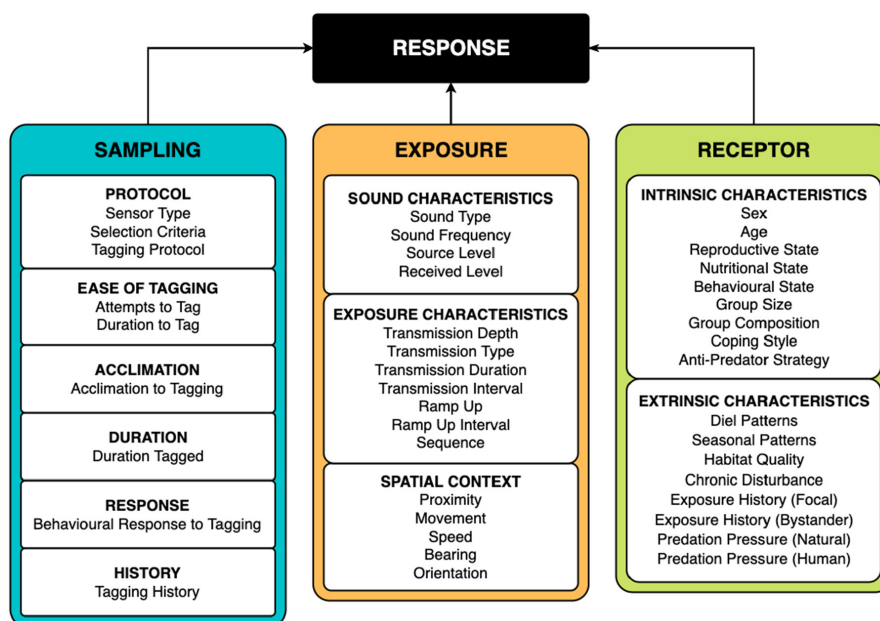 RESPONSE
SAMPLING
PROTOCOL
Sensor Type
Selection Criteria
Tagging Protocol
EASE OF TAGGING
Attempts to Tag
Duration to Tag
ACCLIMATION
Acclimation to Tagging
DURATION
Duration Tagged
RESPONSE
Behavioural Response to Tagging
HISTORY
Tagging History
EXPOSURE
SOUND CHARACTERISTICS
Sound Type
Sound Frequency
Source Level
Received Level
EXPOSURE CHARACTERISTICS
Transmission Depth
Transmission Type
Transmission Duration
Transmission Interval
Ramp Up
Ramp Up Interval
Sequence
SPATIAL CONTEXT
Proximity
Movement
Speed
Bearing
Orientation
RECEPTOR
INTRINSIC CHARACTERISTICS
Sex
Age
Reproductive State
Nutritional State
Behavioural State
Group Size
Group Composition
Coping Style
Anti-Predator Strategy
EXTRINSIC CHARACTERISTICS
Diel Patterns
Seasonal Patterns
Habitat Quality
Chronic Disturbance
Exposure History (Focal)
Exposure History (Bystander)
Predation Pressure (Natural)
Predation Pressure (Human)